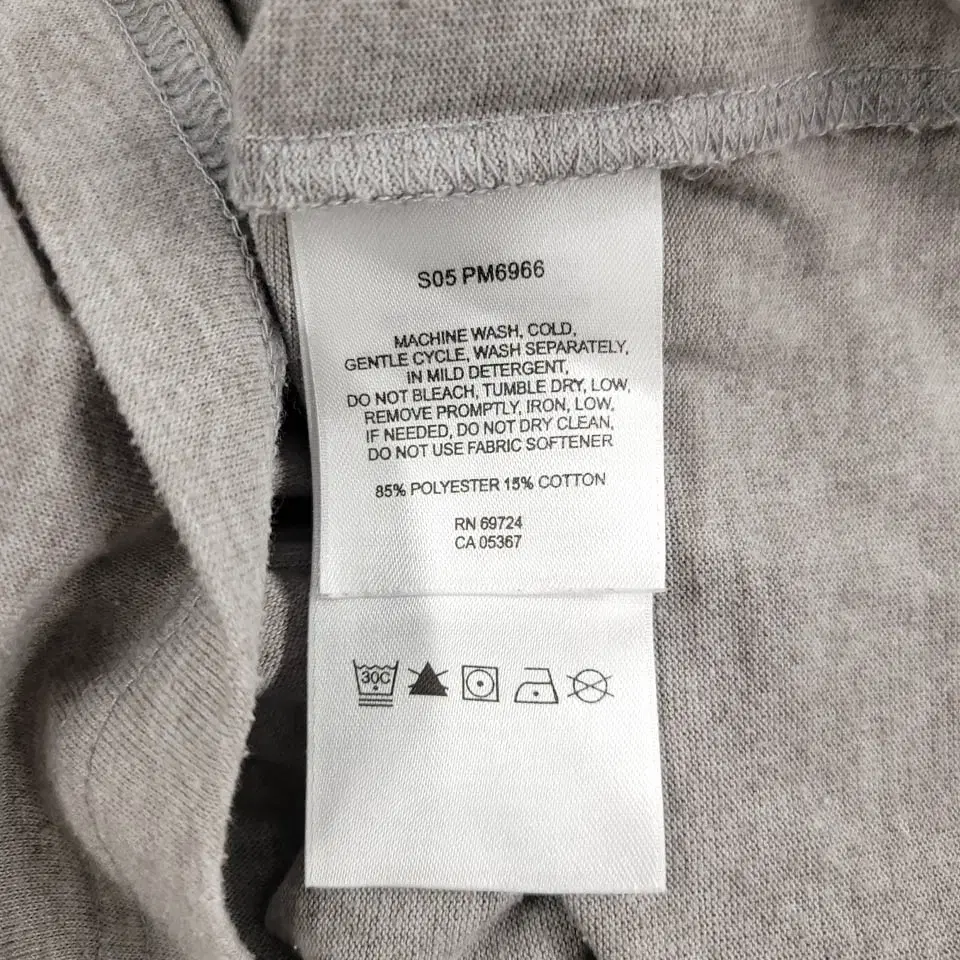 S05 PM6966
MACHINE WASH, COLD,
GENTLE CYCLE, WASH SEPARATELY,
IN MILD DETERGENT,
DO NOT BLEACH, TUMBLE DRY, LOW,
REMOVE PROMPTLY, IRON, LOW,
IF NEEDED, DO NOT DRY CLEAN,
DO NOT USE FABRIC SOFTENER
85% POLYESTER 15% COTTON
RN 69724
CA 05367
30C